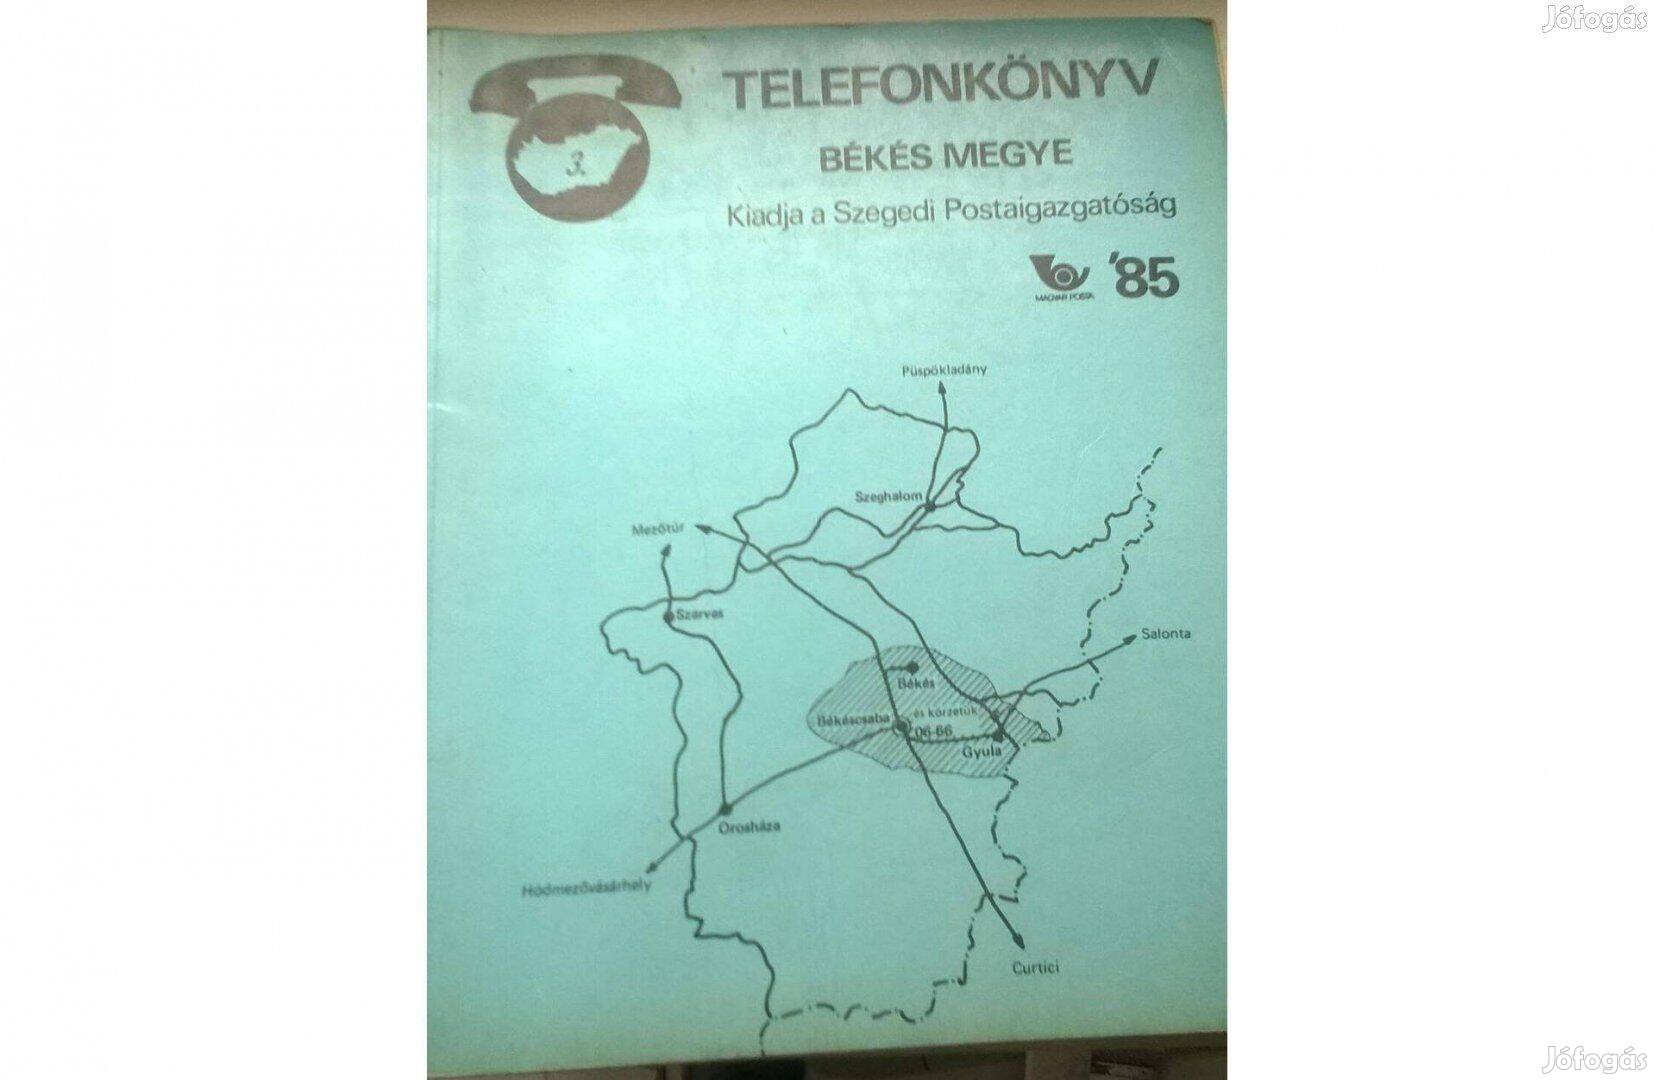 Jófogás
TELEFONKÖNYV
BÉKÉS MEGYE
3.
Kiadja a Szegedi Postaigazgatóság
MAGYAR POSTA
'85
Püspökladány
Szeghalom
Mezőtúr
Szarvas
Salonta
Békés
és körzetük
Békéscsaba
06-66
Gyula
Orosháza
Hódmezővásárhely
Curtici
Jófogás